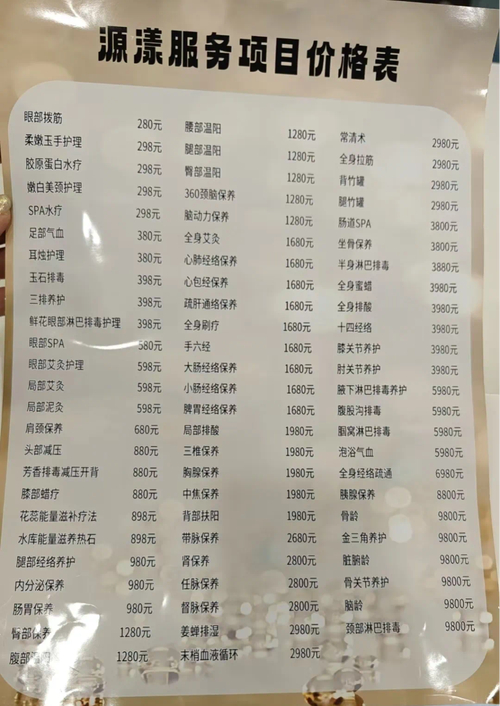 源漾服务项目价格表
眼部拨筋 280元
柔嫩玉手护理 298元
胶原蛋白水疗 298元
嫩白美颈护理 298元
SPA水疗 298元
足部气血 380元
耳烛护理 380元
玉石排毒 398元
三排养护 398元
鲜花眼部淋巴排毒护理 398元
眼部SPA 580元
眼部艾灸护理 598元
局部艾灸 598元
局部泥灸 598元
肩颈保养 680元
头部减压 880元
芳香排毒减压开背 880元
膝部蜡疗 880元
花蕊能量滋补疗法 898元
水库能量滋养热石 898元
腿部经络养护 980元
内分泌保养 980元
肠胃保养 980元
臀部保养 1280元
腹部温阳 1280元
腰部温阳 1280元
腿部温阳 1280元
臀部温阳 1280元
360颈脑保养 1280元
脑动力保养 1280元
全身艾灸 1680元
心肺经络保养 1680元
心包经保养 1680元
疏肝通络保养 1680元
全身刷疗 1680元
手六经 1680元
大肠经络保养 1680元
小肠经络保养 1680元
脾胃经络保养 1680元
局部排酸 1980元
三椎保养 1980元
胸腺保养 1980元
中焦保养 1980元
背部扶阳 1980元
带脉保养 2680元
肾保养 2800元
任脉保养 2800元
督脉保养 2800元
姜蝉排湿 2980元
末梢血液循环 2980元
常清术 2980元
全身拉筋 2980元
背竹罐 2980元
腿竹罐 2980元
肠道SPA 3800元
坐骨保养 3800元
半身淋巴排毒 3880元
全身蜜蜡 3980元
全身排酸 3980元
十四经络 3980元
膝关节养护 3980元
肘关节养护 3980元
腋下淋巴排毒养护 5980元
腹股沟排毒 5980元
腘窝淋巴排毒 5980元
泡浴气血 5980元
全身经络疏通 6980元
胰腺保养 8800元
骨龄 9800元
金三角养护 9800元
脏腑龄 9800元
骨关节养护 9800元
脑龄 9800元
颈部淋巴排毒 9800元